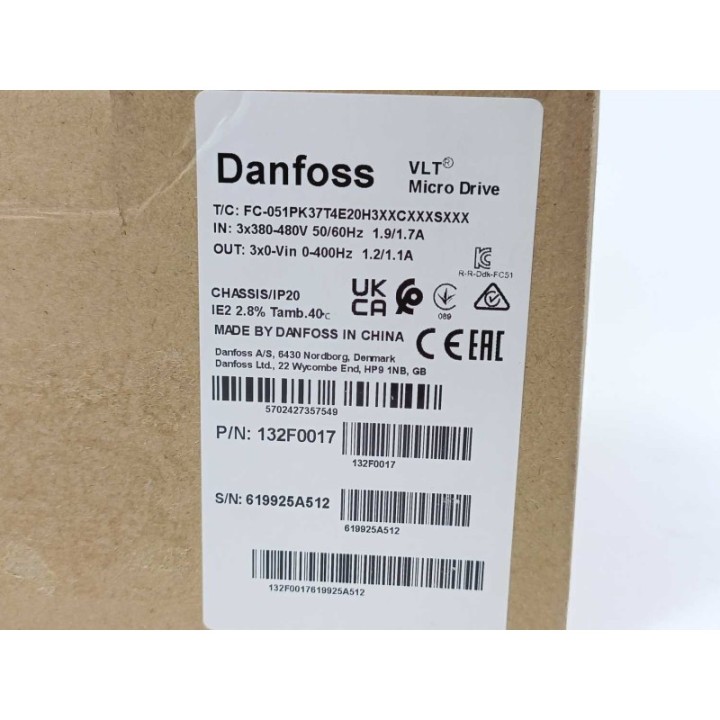 Danfoss
VLT®
Micro Drive
T/C: FC-051PK37T4E20H3XXCXXXSXXX
IN: 3x380-480V 50/60Hz 1.9/1.7A
OUT: 3x0-Vin 0-400Hz 1.2/1.1A
R-R-Ddk-FC51
CHASSIS/IP20
IE2 2.8% Tamb.40°C
UK
CA
089
MADE BY DANFOSS IN CHINA
CE EAC
Danfoss A/S, 6430 Nordborg, Denmark
Danfoss Ltd., 22 Wycombe End, HP9 1NB, GB
5702427357549
P/N: 132F0017
132F0017
S/N: 619925A512
619925A512
132F0017619925A512